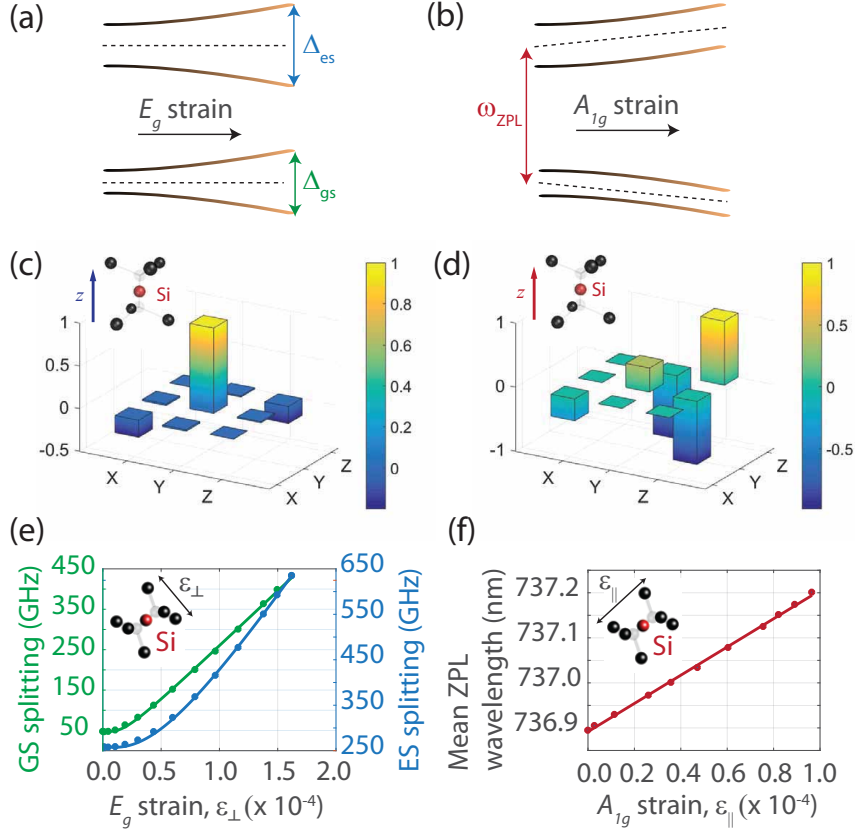 (a)
Δes
Eg strain
Δgs
(b)
ωZPL
A1g strain
(c)
z
Si
1
0.5
0
-0.5
X
Y
Z
X
Y
Z
1
0.8
0.6
0.4
0.2
0
(d)
z
Si
1
0
-1
X
Y
Z
X
Y
Z
1
0.5
0
-0.5
(e)
GS splitting (GHz)
450
350
250
150
50
ε⊥
Si
650
550
450
350
250
ES splitting (GHz)
0.0
0.5
1.0
1.5
2.0
Eg strain, ε⊥ (x 10⁻⁴)
(f)
Mean ZPL
wavelength (nm)
737.2
737.1
737.0
736.9
ε||
Si
0.0
0.2
0.4
0.6
0.8
1.0
A1g strain, ε|| (x 10⁻⁴)